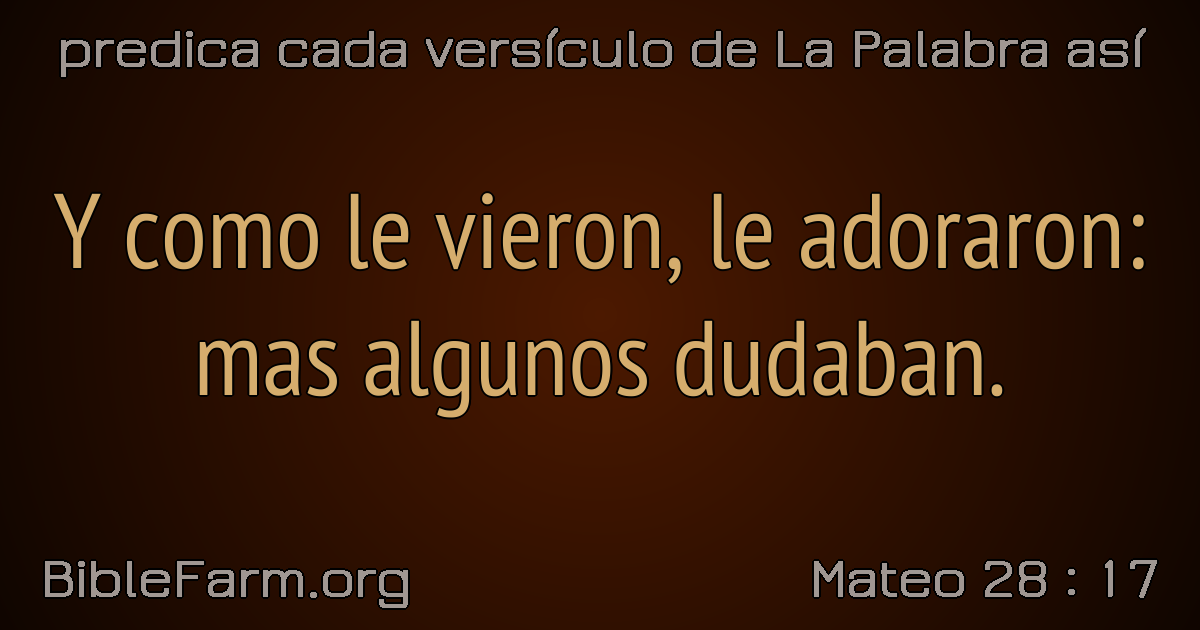 predica cada versículo de La Palabra así
Y como le vieron, le adoraron:
mas algunos dudaban.
BibleFarm.org
Mateo 28 : 17